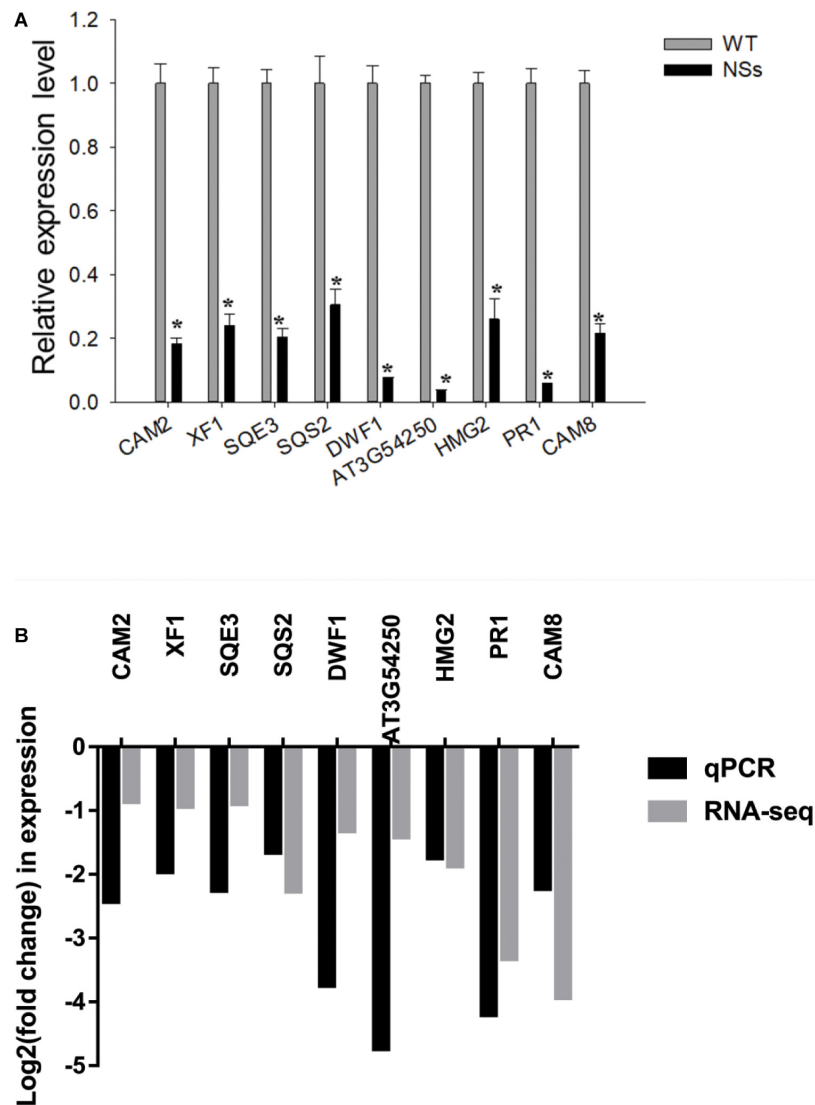 A
Relative expression level
1.2
1.0
0.8
0.6
0.4
0.2
0.0
WT
NSs
* * * * * * * * *
CAM2 XF1 SQE3 SQS2 DWF1 AT3G54250 HMG2 PR1 CAM8
B
CAM2 XF1 SQE3 SQS2 DWF1 AT3G54250 HMG2 PR1 CAM8
Log2(fold change) in expression
0
-1
-2
-3
-4
-5
qPCR
RNA-seq